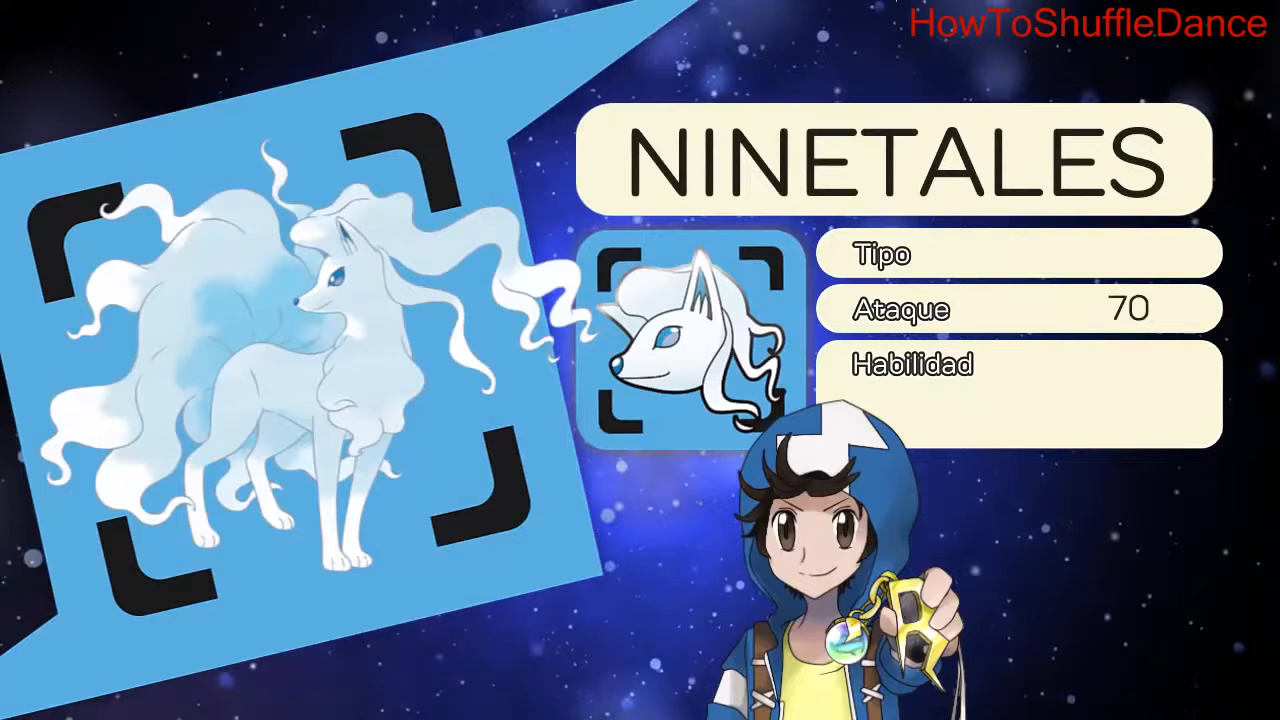 HowToShuffleDance
NINETALES
Tipo
Ataque 70
Habilidad